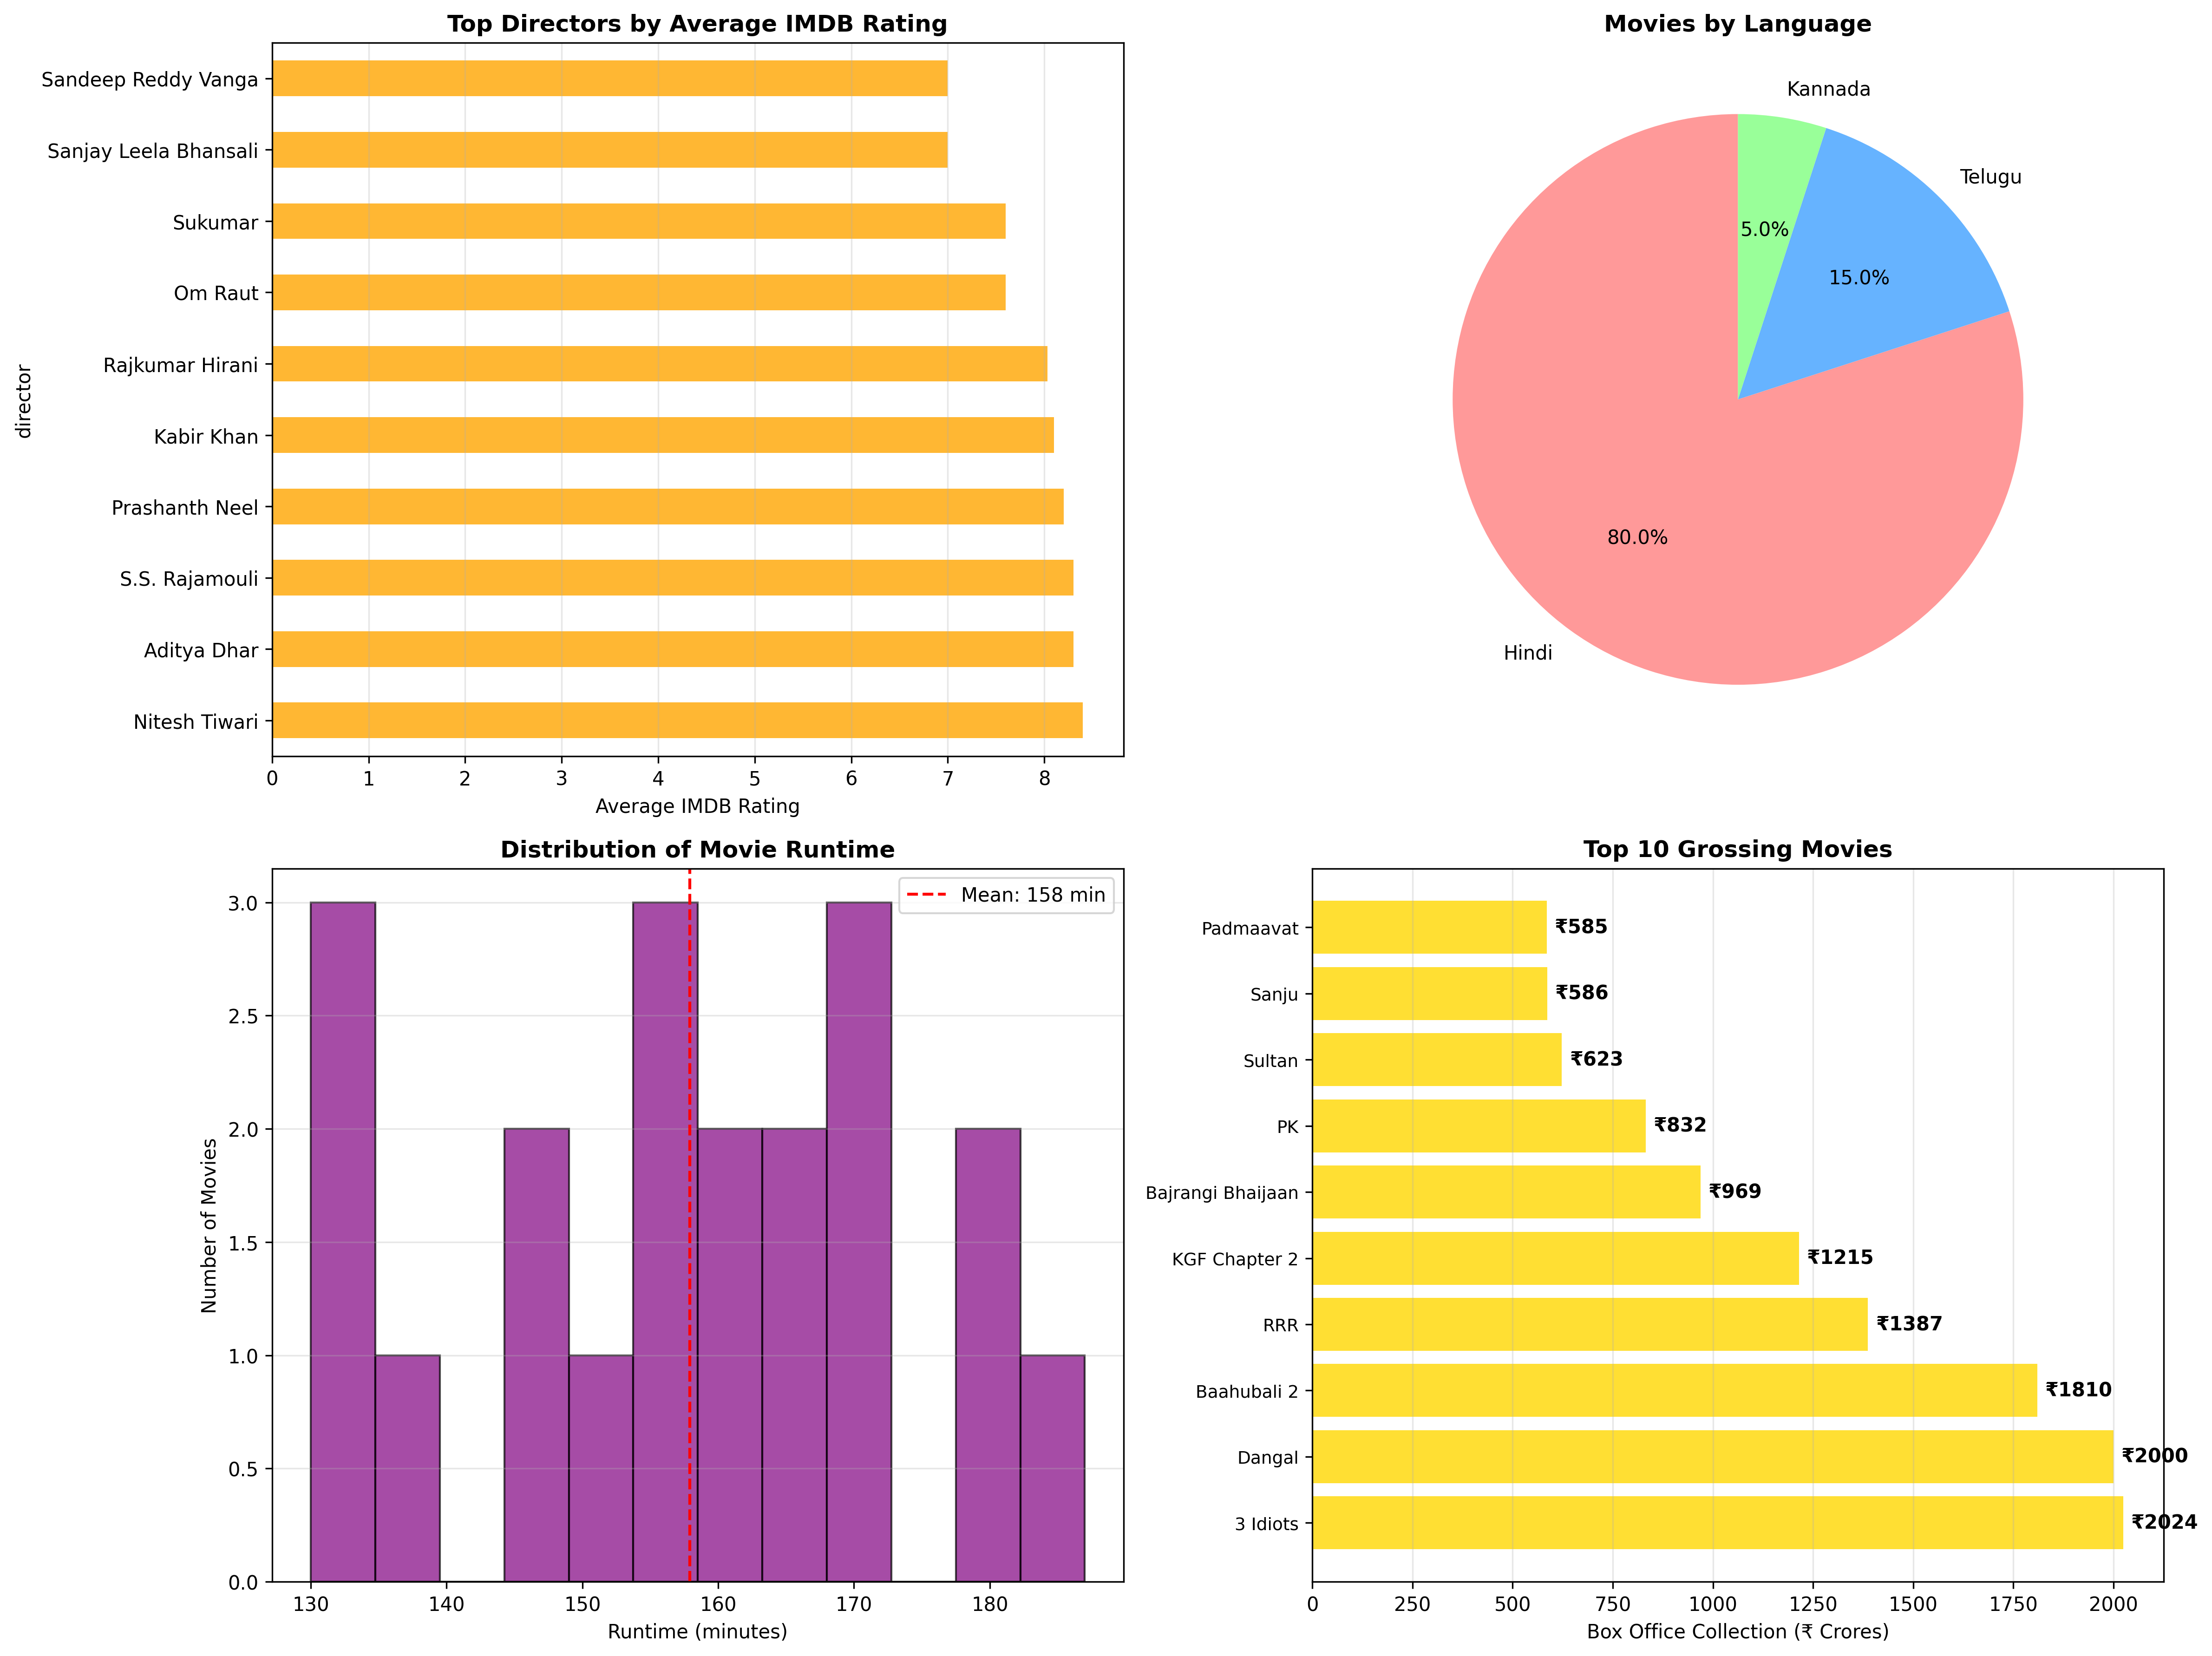 Top Directors by Average IMDB Rating
director
Sandeep Reddy Vanga
Sanjay Leela Bhansali
Sukumar
Om Raut
Rajkumar Hirani
Kabir Khan
Prashanth Neel
S.S. Rajamouli
Aditya Dhar
Nitesh Tiwari
0 1 2 3 4 5 6 7 8
Average IMDB Rating
Movies by Language
Kannada
Telugu
5.0%
15.0%
80.0%
Hindi
Distribution of Movie Runtime
Mean: 158 min
Number of Movies
3.0
2.5
2.0
1.5
1.0
0.5
0.0
130 140 150 160 170 180
Runtime (minutes)
Top 10 Grossing Movies
Padmaavat ₹585
Sanju ₹586
Sultan ₹623
PK ₹832
Bajrangi Bhaijaan ₹969
KGF Chapter 2 ₹1215
RRR ₹1387
Baahubali 2 ₹1810
Dangal ₹2000
3 Idiots ₹2024
0 250 500 750 1000 1250 1500 1750 2000
Box Office Collection (₹ Crores)